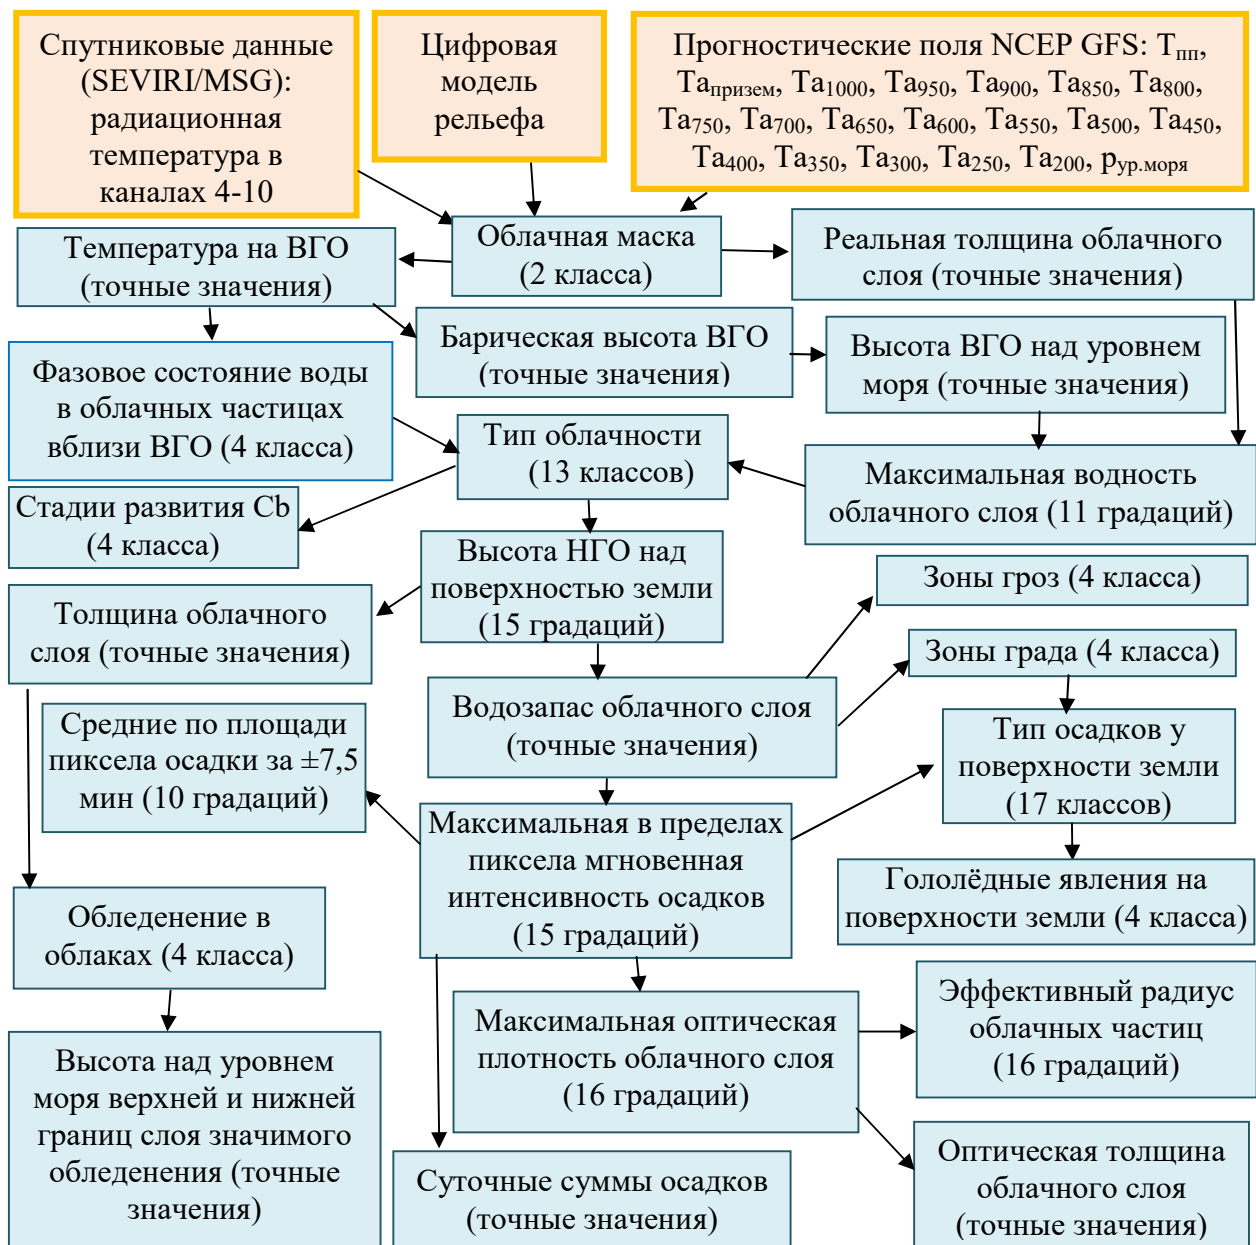 Спутниковые данные
(SEVIRI/MSG):
радиационная
температура в
каналах 4-10
Цифровая
модель
рельефа
Прогностические поля NCEP GFS: Tпп,
Taпризем, Ta1000, Ta950, Ta900, Ta850, Ta800,
Ta750, Ta700, Ta650, Ta600, Ta550, Ta500, Ta450,
Ta400, Ta350, Ta300, Ta250, Ta200, pур.моря
Облачная маска
(2 класса)
Температура на ВГО
(точные значения)
Реальная толщина облачного
слоя (точные значения)
Барическая высота ВГО
(точные значения)
Высота ВГО над уровнем
моря (точные значения)
Фазовое состояние воды
в облачных частицах
вблизи ВГО (4 класса)
Тип облачности
(13 классов)
Максимальная водность
облачного слоя (11 градаций)
Стадии развития Cb
(4 класса)
Высота НГО над
поверхностью земли
(15 градаций)
Зоны гроз (4 класса)
Толщина облачного
слоя (точные значения)
Зоны града (4 класса)
Водозапас облачного слоя
(точные значения)
Средние по площади
пиксела осадки за ±7,5
мин (10 градаций)
Тип осадков у
поверхности земли
(17 классов)
Максимальная в пределах
пиксела мгновенная
интенсивность осадков
(15 градаций)
Гололёдные явления на
поверхности земли (4 класса)
Обледенение в
облаках (4 класса)
Максимальная оптическая
плотность облачного слоя
(16 градаций)
Эффективный радиус
облачных частиц
(16 градаций)
Высота над уровнем
моря верхней и нижней
границ слоя значимого
обледенения (точные
значения)
Суточные суммы осадков
(точные значения)
Оптическая толщина
облачного слоя
(точные значения)